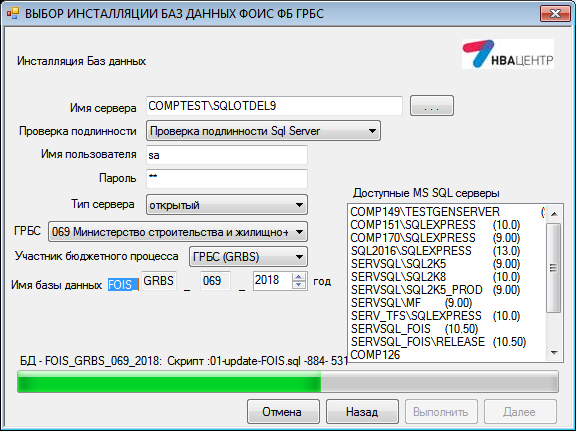 ВЫБОР ИНСТАЛЛЯЦИИ БАЗ ДАННЫХ ФОИС ФБ ГРБС
Инсталляция Баз данных
НВАЦЕНТР
Имя сервера COMPTEST\SQLOTDEL9 ...
Проверка подлинности Проверка подлинности Sql Server
Имя пользователя sa
Пароль **
Тип сервера открытый
ГРБС 069 Министерство строительства и жилищно-
Участник бюджетного процесса ГРБС (GRBS)
Имя базы данных FOIS_ GRBS _ 069 _ 2018 год
Доступные MS SQL серверы
COMP149\TESTGENSERVER
COMP151\SQLEXPRESS (10.0)
COMP170\SQLEXPRESS (9.00)
SQL2016\SQLEXPRESS (13.0)
SERVSQL\SQL2K5 (9.00)
SERVSQL\SQL2K8 (10.0)
SERVSQL\SQL2K5_PROD (9.00)
SERVSQL\MF (9.00)
SERV_TFS\SQLEXPRESS (10.0)
SERVSQL_FOIS (10.50)
SERVSQL_FOIS\RELEASE (10.50)
COMP126
БД - FOIS_GRBS_069_2018: Скрипт :01-update-FOIS.sql -884- 531
Отмена Назад Выполнить Далее